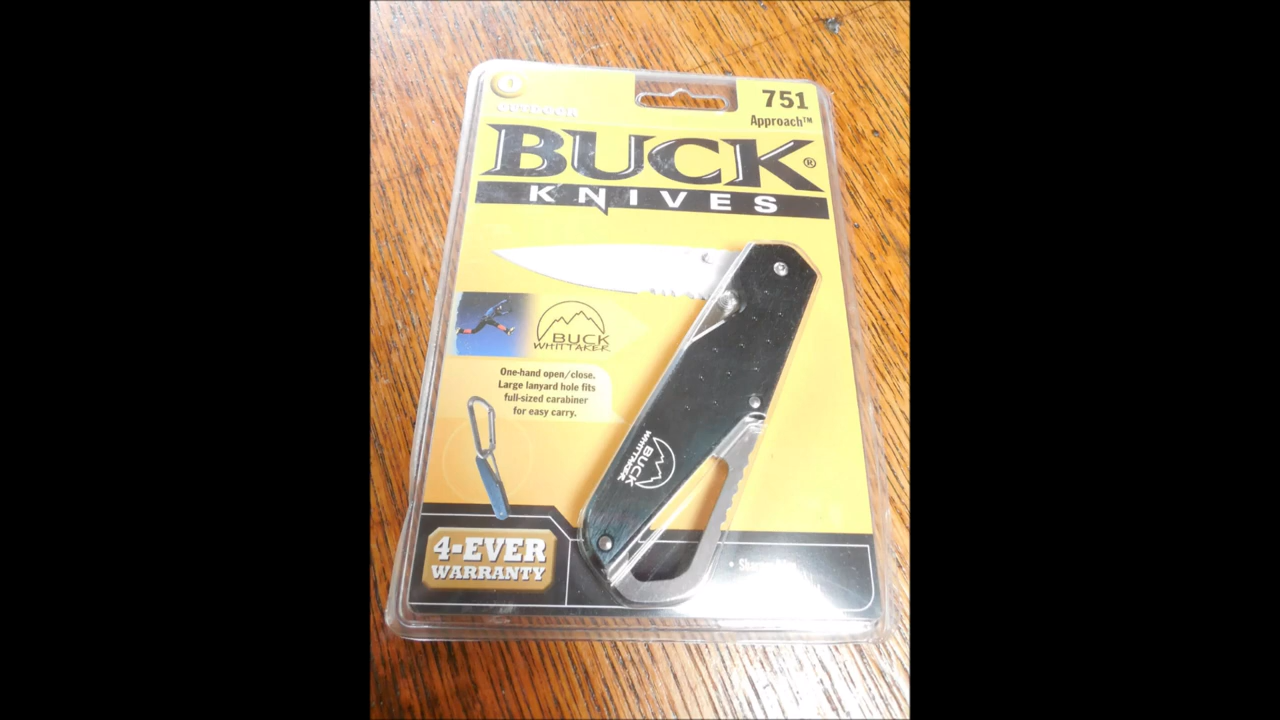 OUTDOOR
751
Approach™
BUCK®
KNIVES
BUCK
WHITTAKER
One-hand open/close.
Large lanyard hole fits
full-sized carabiner
for easy carry.
BUCK
WHITTAKER
4-EVER
WARRANTY